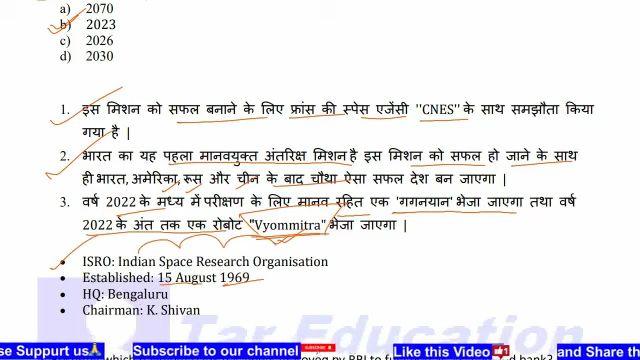 a) 2070
b) 2023
c) 2026
d) 2030
1. इस मिशन को सफल बनाने के लिए फ्रांस की स्पेस एजेंसी "CNES" के साथ समझौता किया
गया है |
2. भारत का यह पहला मानवयुक्त अंतरिक्ष मिशन है इस मिशन को सफल हो जाने के साथ
ही भारत, अमेरिका, रूस और चीन के बाद चौथा ऐसा सफल देश बन जाएगा |
3. वर्ष 2022 के मध्य में परीक्षण के लिए मानव रहित एक 'गगनयान' भेजा जाएगा तथा वर्ष
2022 के अंत तक एक रोबोट "Vyommitra" भेजा जाएगा |
• ISRO: Indian Space Research Organisation
• Established: 15 August 1969
• HQ: Bengaluru
• Chairman: K. Shivan
Tar Education
se Suppurt us Subscribe to our channel Like this Video and Share th